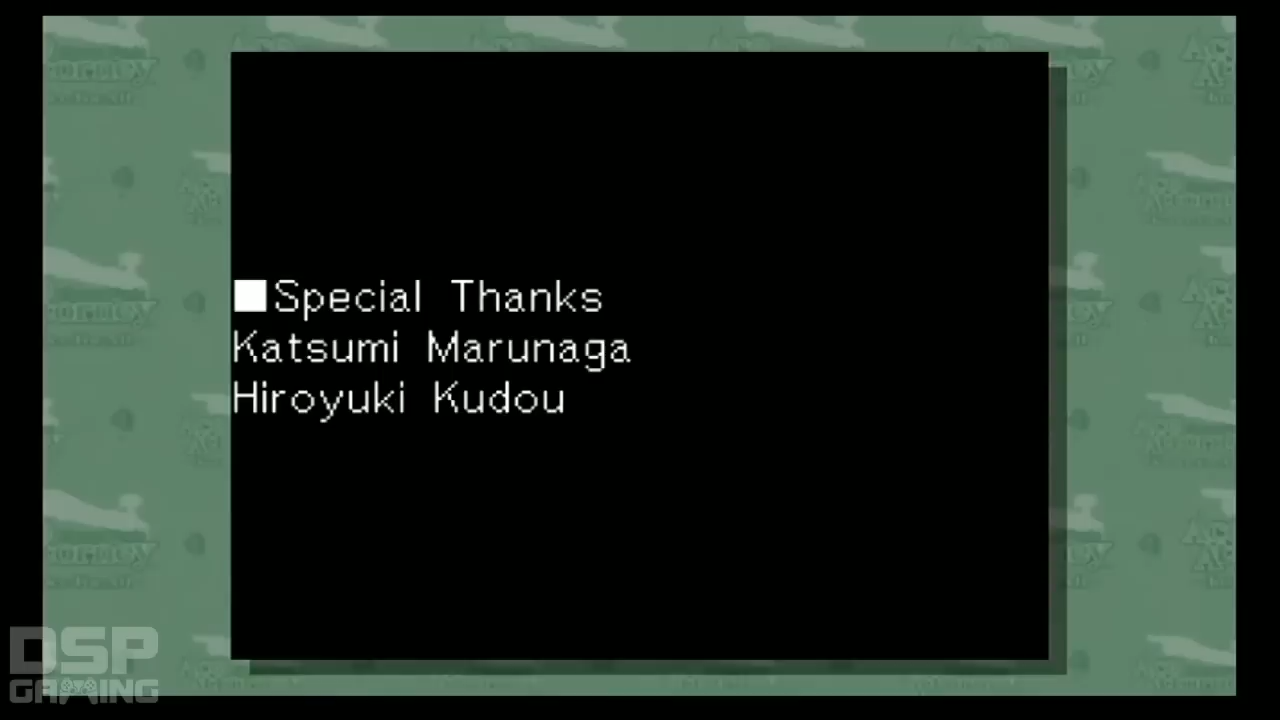 ■Special Thanks
Katsumi Marunaga
Hiroyuki Kudou
DSP
GAMING